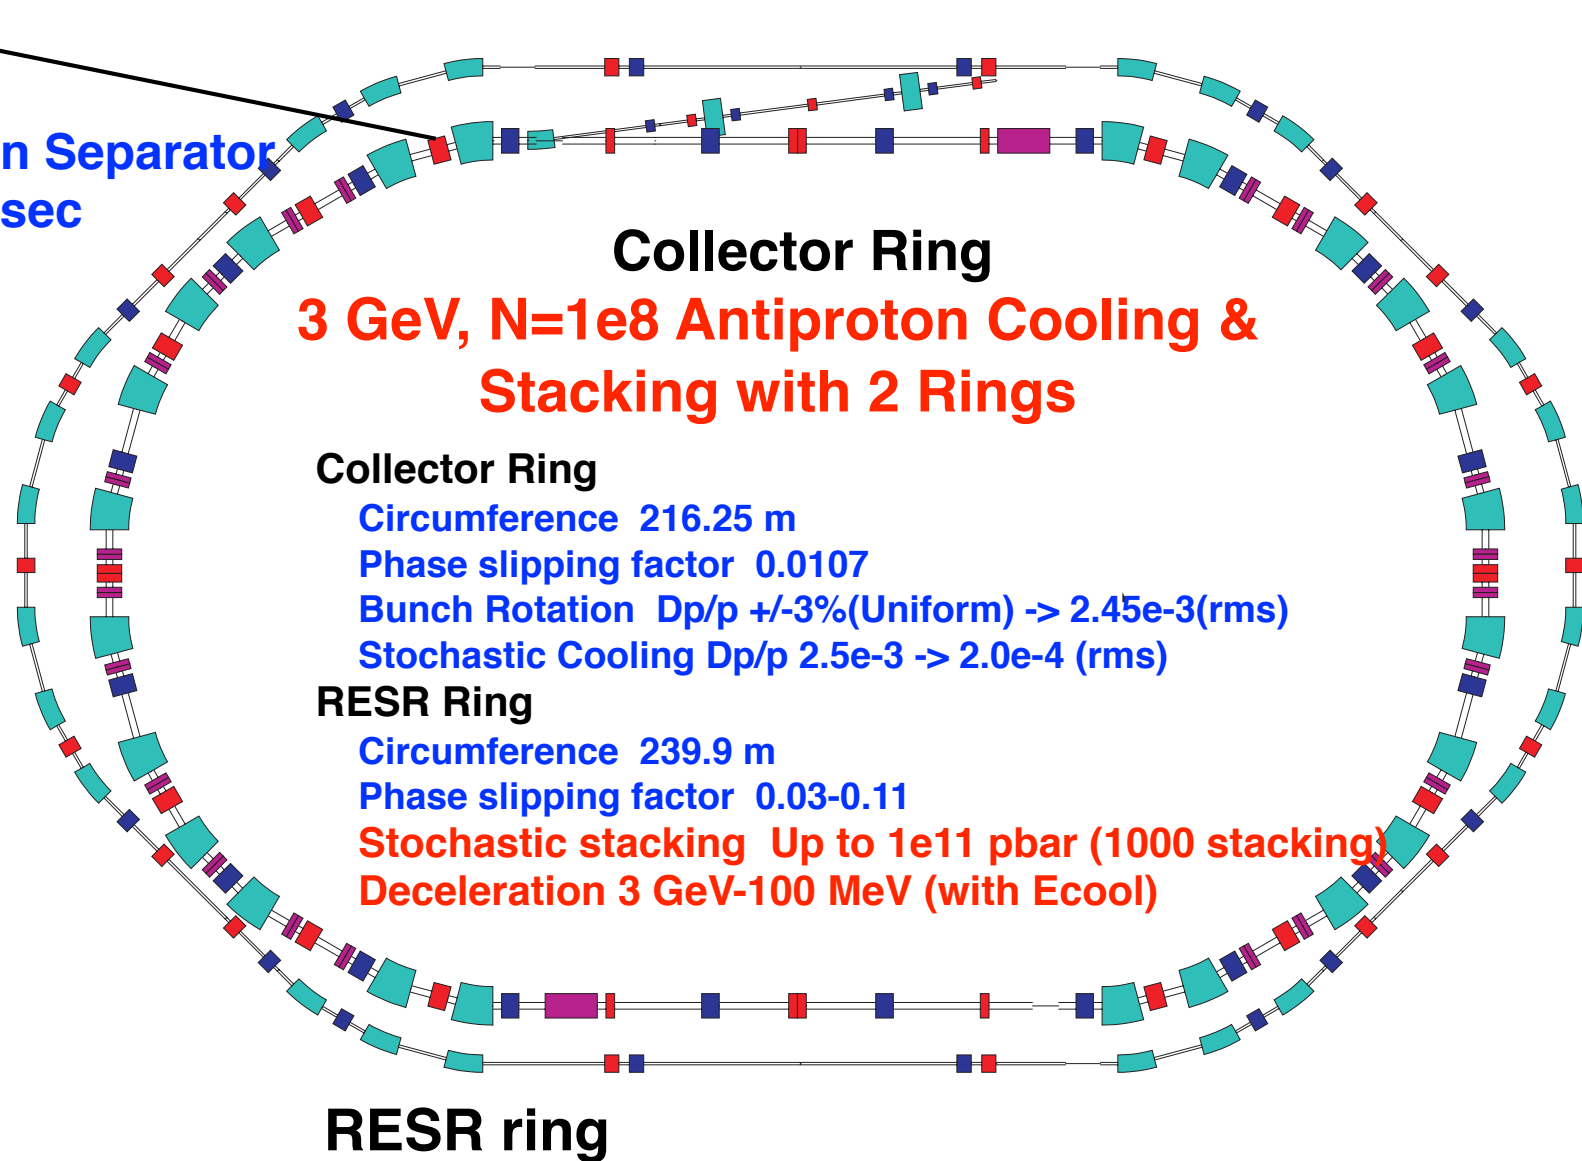 n Separator
sec
Collector Ring
3 GeV, N=1e8 Antiproton Cooling &
Stacking with 2 Rings
Collector Ring
Circumference 216.25 m
Phase slipping factor 0.0107
Bunch Rotation Dp/p +/-3%(Uniform) -> 2.45e-3(rms)
Stochastic Cooling Dp/p 2.5e-3 -> 2.0e-4 (rms)
RESR Ring
Circumference 239.9 m
Phase slipping factor 0.03-0.11
Stochastic stacking Up to 1e11 pbar (1000 stacking)
Deceleration 3 GeV-100 MeV (with Ecool)
RESR ring